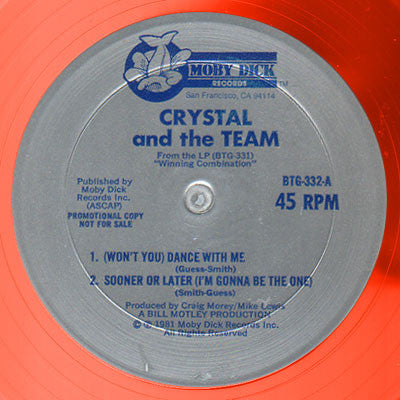 MOBY DICK
RECORDS ™
San Francisco, CA 94114
CRYSTAL
and the TEAM
From the LP (BTG-331)
"Winning Combination"
Published by
Moby Dick
Records Inc.
(ASCAP)
PROMOTIONAL COPY
NOT FOR SALE
BTG-332-A
45 RPM
1. (WON'T YOU) DANCE WITH ME
(Guess-Smith)
2. SOONER OR LATER (I'M GONNA BE THE ONE)
(Smith-Guess)
Produced by Craig Morey/Mike Lewis
A BILL MOTLEY PRODUCTION
© ℗ 1981 Moby Dick Records Inc.
All Rights Reserved